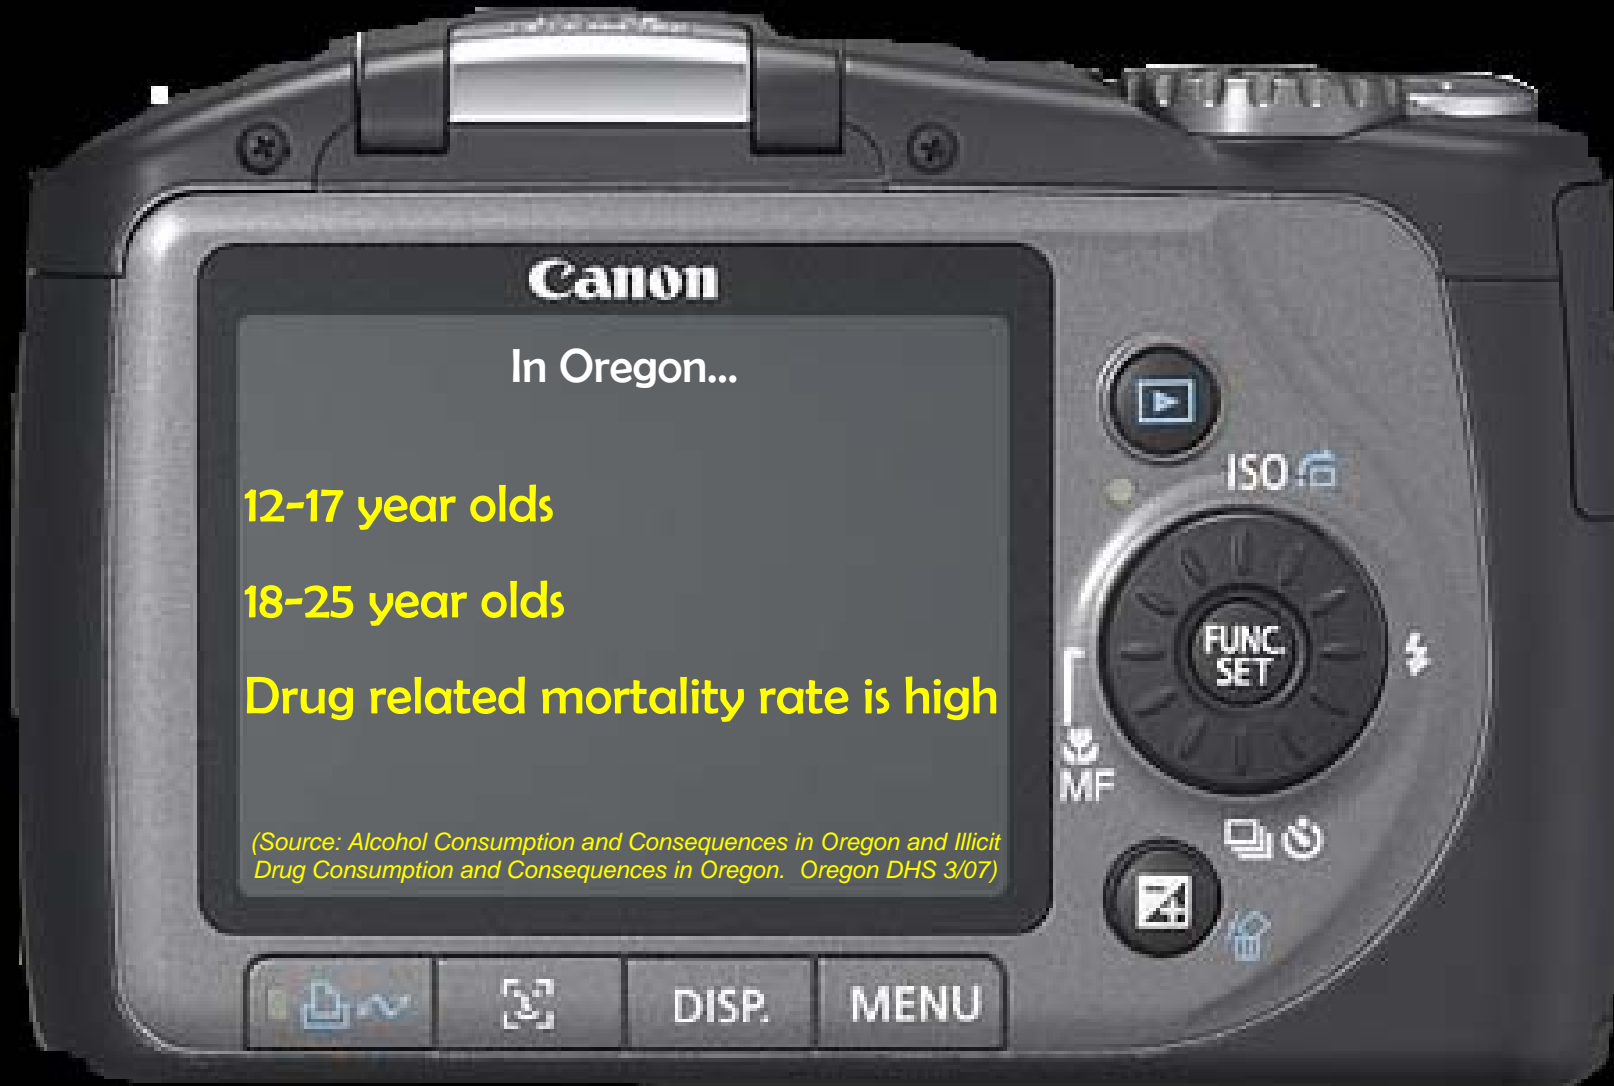 Canon
In Oregon...
12-17 year olds
18-25 year olds
Drug related mortality rate is high
(Source: Alcohol Consumption and Consequences in Oregon and Illicit
Drug Consumption and Consequences in Oregon.  Oregon DHS 3/07)
ISO
FUNC.
SET
MF
DISP.
MENU